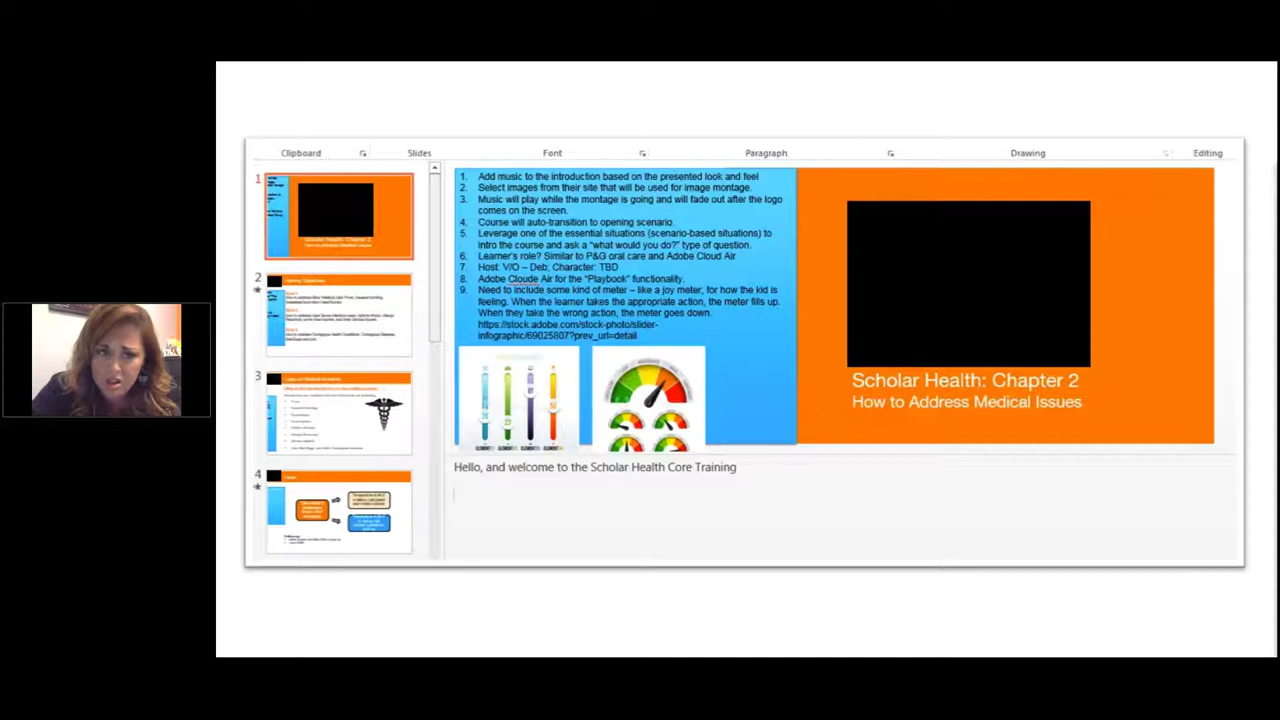 Clipboard
Slides
Font
Paragraph
Drawing
Editing
1
2
3
4
1. Add music to the introduction based on the presented look and feel
2. Select images from their site that will be used for image montage.
3. Music will play while the montage is going and will fade out after the logo
comes on the screen.
4. Course will auto-transition to opening scenario.
5. Leverage one of the essential situations (scenario-based situations) to
intro the course and ask a “what would you do?” type of question.
6. Learner's role? Similar to P&G oral care and Adobe Cloud Air
7. Host: V/O – Deb; Character: TBD
8. Adobe Cloude Air for the “Playbook” functionality.
9. Need to include some kind of meter – like a joy meter, for how the kid is
feeling. When the learner takes the appropriate action, the meter fills up.
When they take the wrong action, the meter goes down.
https://stock.adobe.com/stock-photo/slider-
infographic/69025807?prev_url=detail
Scholar Health: Chapter 2
How to Address Medical Issues
Hello, and welcome to the Scholar Health Core Training